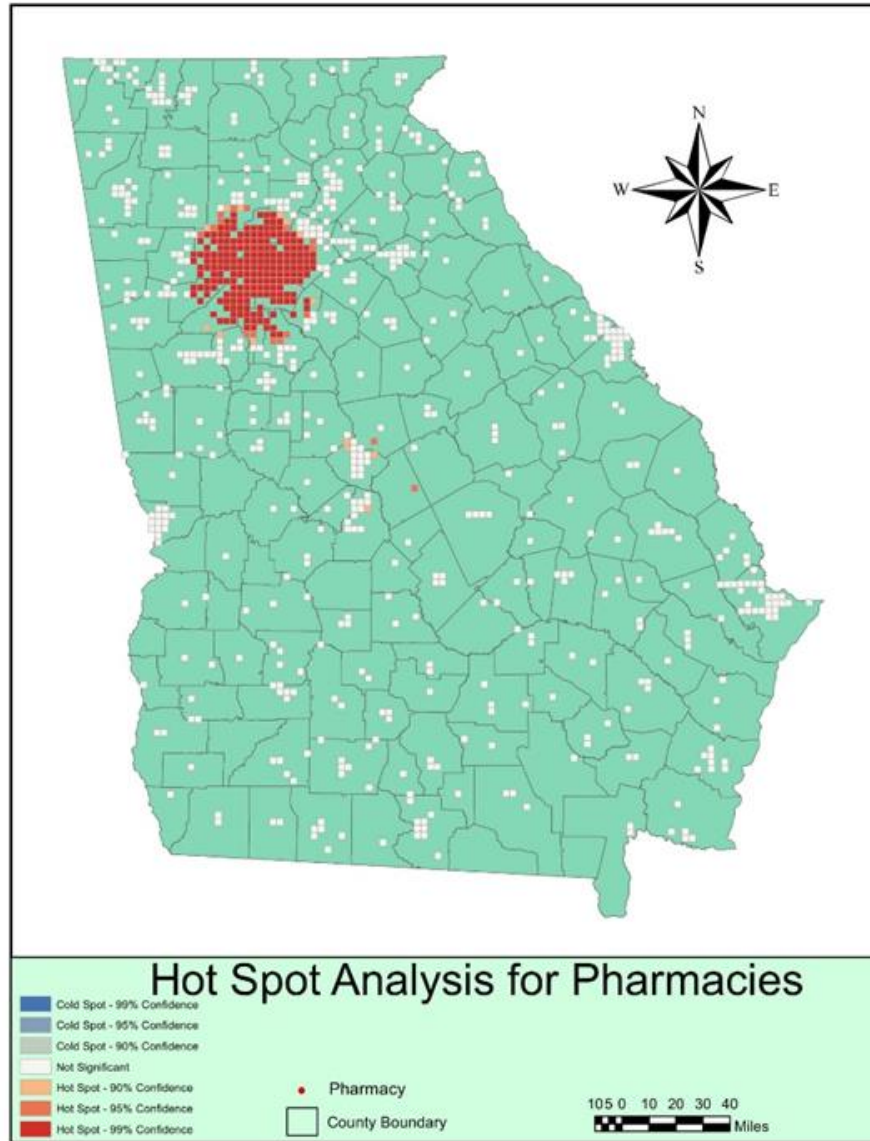 N
W E
S
Hot Spot Analysis for Pharmacies
Cold Spot - 99% Confidence
Cold Spot - 95% Confidence
Cold Spot - 90% Confidence
Not Significant
Hot Spot - 90% Confidence
Hot Spot - 95% Confidence
Hot Spot - 99% Confidence
Pharmacy
County Boundary
105 0 10 20 30 40
Miles